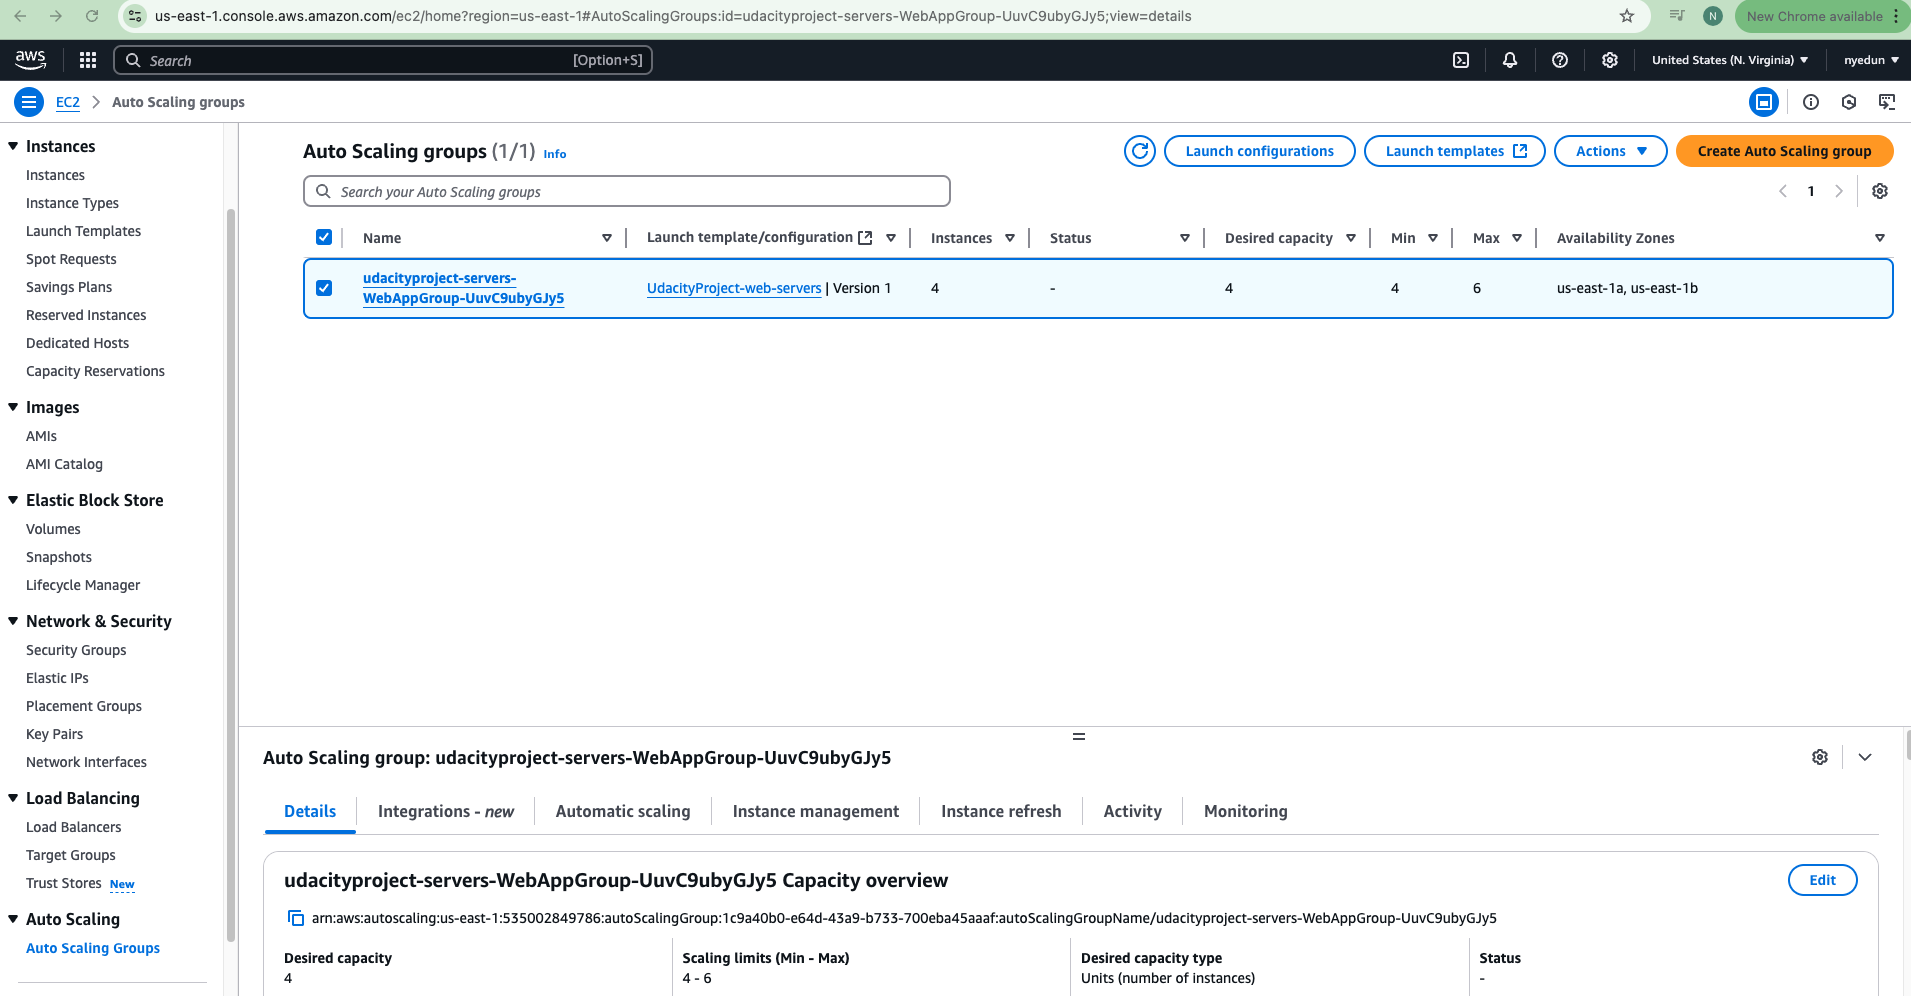 us-east-1.console.aws.amazon.com/ec2/home?region=us-east-1#AutoScalingGroups:id=udacityproject-servers-WebAppGroup-UuvC9ubyGJy5;view=details
N
New Chrome available
aws
Search
[Option+S]
United States (N. Virginia)
nyedun
EC2
Auto Scaling groups
Instances
Instances
Instance Types
Launch Templates
Spot Requests
Savings Plans
Reserved Instances
Dedicated Hosts
Capacity Reservations
Images
AMIs
AMI Catalog
Elastic Block Store
Volumes
Snapshots
Lifecycle Manager
Network & Security
Security Groups
Elastic IPs
Placement Groups
Key Pairs
Network Interfaces
Load Balancing
Load Balancers
Target Groups
Trust Stores New
Auto Scaling
Auto Scaling Groups
Auto Scaling groups (1/1) Info
Launch configurations
Launch templates
Actions
Create Auto Scaling group
Search your Auto Scaling groups
1
Name
Launch template/configuration
Instances
Status
Desired capacity
Min
Max
Availability Zones
udacityproject-servers-
WebAppGroup-UuvC9ubyGJy5
UdacityProject-web-servers | Version 1
4
-
4
4
6
us-east-1a, us-east-1b
Auto Scaling group: udacityproject-servers-WebAppGroup-UuvC9ubyGJy5
Details
Integrations - new
Automatic scaling
Instance management
Instance refresh
Activity
Monitoring
udacityproject-servers-WebAppGroup-UuvC9ubyGJy5 Capacity overview
Edit
arn:aws:autoscaling:us-east-1:535002849786:autoScalingGroup:1c9a40b0-e64d-43a9-b733-700eba45aaaf:autoScalingGroupName/udacityproject-servers-WebAppGroup-UuvC9ubyGJy5
Desired capacity
4
Scaling limits (Min - Max)
4 - 6
Desired capacity type
Units (number of instances)
Status
-